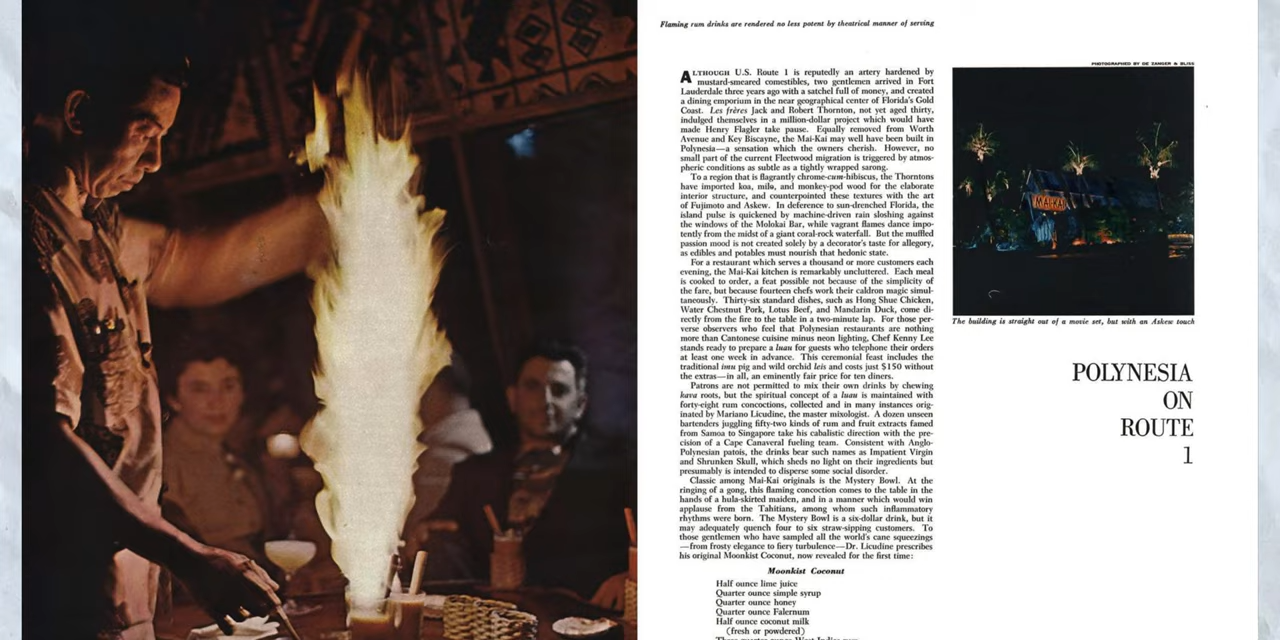 Flaming rum drinks are rendered no less potent by theatrical manner of serving
ALTHOUGH U.S. Route 1 is reputedly an artery hardened by
mustard-smeared comestibles, two gentlemen arrived in Fort
Lauderdale three years ago with a satchel full of money, and created
a dining emporium in the near geographical center of Florida's Gold
Coast. Les frères Jack and Robert Thornton, not yet aged thirty,
indulged themselves in a million-dollar project which would have
made Henry Flagler take pause. Equally removed from Worth
Avenue and Key Biscayne, the Mai-Kai may well have been built in
Polynesia—a sensation which the owners cherish. However, no
small part of the current Fleetwood migration is triggered by atmos-
pheric conditions as subtle as a tightly wrapped sarong.
To a region that is flagrantly chrome-cum-hibiscus, the Thorntons
have imported koa, milo, and monkey-pod wood for the elaborate
interior structure, and counterpointed these textures with the art
of Fujimoto and Askew. In deference to sun-drenched Florida, the
island pulse is quickened by machine-driven rain sloshing against
the windows of the Molokai Bar, while vagrant flames dance impo-
tently from the midst of a giant coral-rock waterfall. But the muffled
passion mood is not created solely by a decorator's taste for allegory,
as edibles and potables must nourish that hedonic state.
For a restaurant which serves a thousand or more customers each
evening, the Mai-Kai kitchen is remarkably uncluttered. Each meal
is cooked to order, a feat possible not because of the simplicity of
the fare, but because fourteen chefs work their caldron magic simul-
taneously. Thirty-six standard dishes, such as Hong Shue Chicken,
Water Chestnut Pork, Lotus Beef, and Mandarin Duck, come di-
rectly from the fire to the table in a two-minute lap. For those per-
verse observers who feel that Polynesian restaurants are nothing
more than Cantonese cuisine minus neon lighting, Chef Kenny Lee
stands ready to prepare a luau for guests who telephone their orders
at least one week in advance. This ceremonial feast includes the
traditional imu pig and wild orchid leis and costs just $150 without
the extras—in all, an eminently fair price for ten diners.
Patrons are not permitted to mix their own drinks by chewing
kava roots, but the spiritual concept of a luau is maintained with
forty-eight rum concoctions, collected and in many instances orig-
inated by Mariano Licudine, the master mixologist. A dozen unseen
bartenders juggling fifty-two kinds of rum and fruit extracts famed
from Samoa to Singapore take his cabalistic direction with the pre-
cision of a Cape Canaveral fueling team. Consistent with Anglo-
Polynesian patois, the drinks bear such names as Impatient Virgin
and Shrunken Skull, which sheds no light on their ingredients but
presumably is intended to disperse some social disorder.
Classic among Mai-Kai originals is the Mystery Bowl. At the
ringing of a gong, this flaming concoction comes to the table in the
hands of a hula-skirted maiden, and in a manner which would win
applause from the Tahitians, among whom such inflammatory
rhythms were born. The Mystery Bowl is a six-dollar drink, but it
may adequately quench four to six straw-sipping customers. To
those gentlemen who have sampled all the world's cane squeezings
—from frosty elegance to fiery turbulence—Dr. Licudine prescribes
his original Moonkist Coconut, now revealed for the first time:
Moonkist Coconut
Half ounce lime juice
Quarter ounce simple syrup
Quarter ounce honey
Quarter ounce Falernum
Half ounce coconut milk
(fresh or powdered)
PHOTOGRAPHED BY DE ZANGER & BLISS
MAI-KAI
The building is straight out of a movie set, but with an Askew touch
POLYNESIA
ON
ROUTE
1